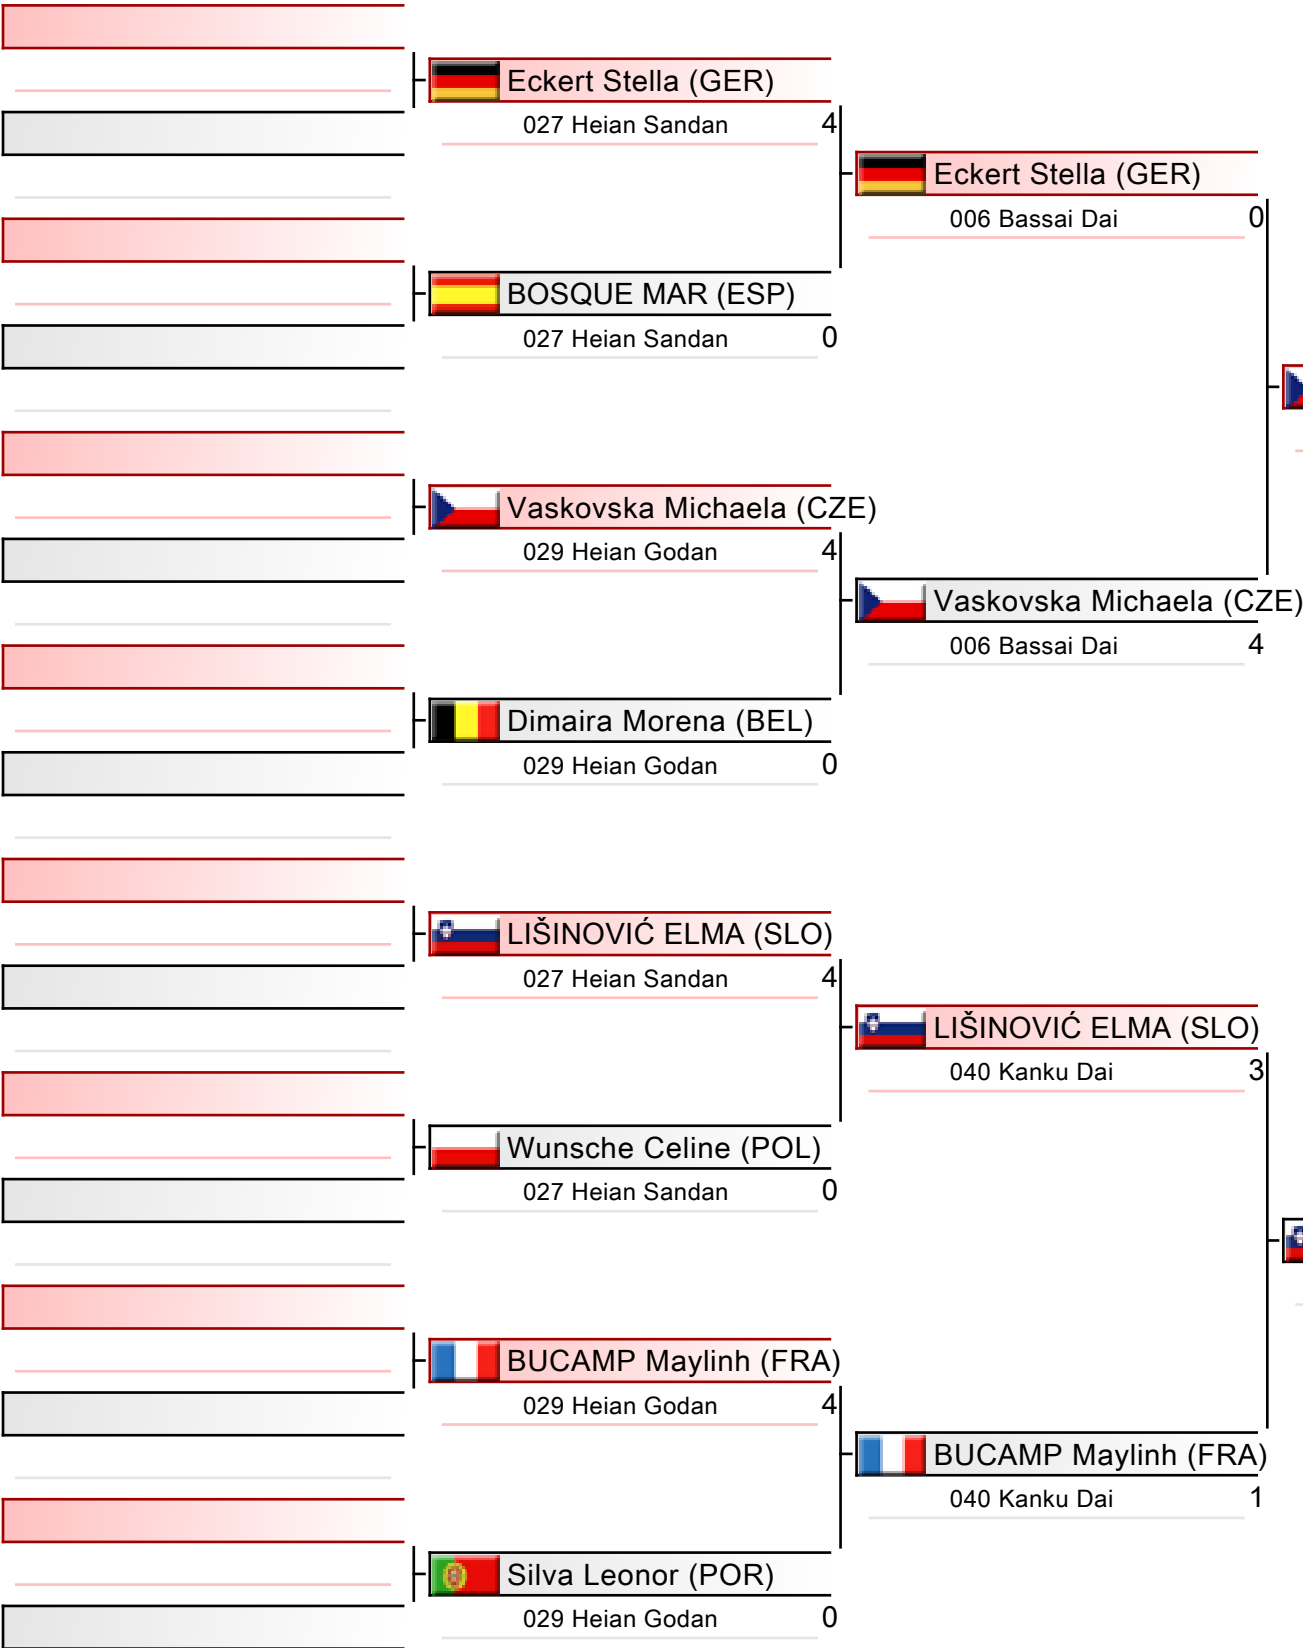 Eckert Stella (GER)
027 Heian Sandan 4
Eckert Stella (GER)
006 Bassai Dai 0
BOSQUE MAR (ESP)
027 Heian Sandan 0
Vaskovska Michaela (CZE)
029 Heian Godan 4
Vaskovska Michaela (CZE)
006 Bassai Dai 4
Dimaira Morena (BEL)
029 Heian Godan 0
LIŠINOVIĆ ELMA (SLO)
027 Heian Sandan 4
LIŠINOVIĆ ELMA (SLO)
040 Kanku Dai 3
Wunsche Celine (POL)
027 Heian Sandan 0
BUCAMP Maylinh (FRA)
029 Heian Godan 4
BUCAMP Maylinh (FRA)
040 Kanku Dai 1
Silva Leonor (POR)
029 Heian Godan 0